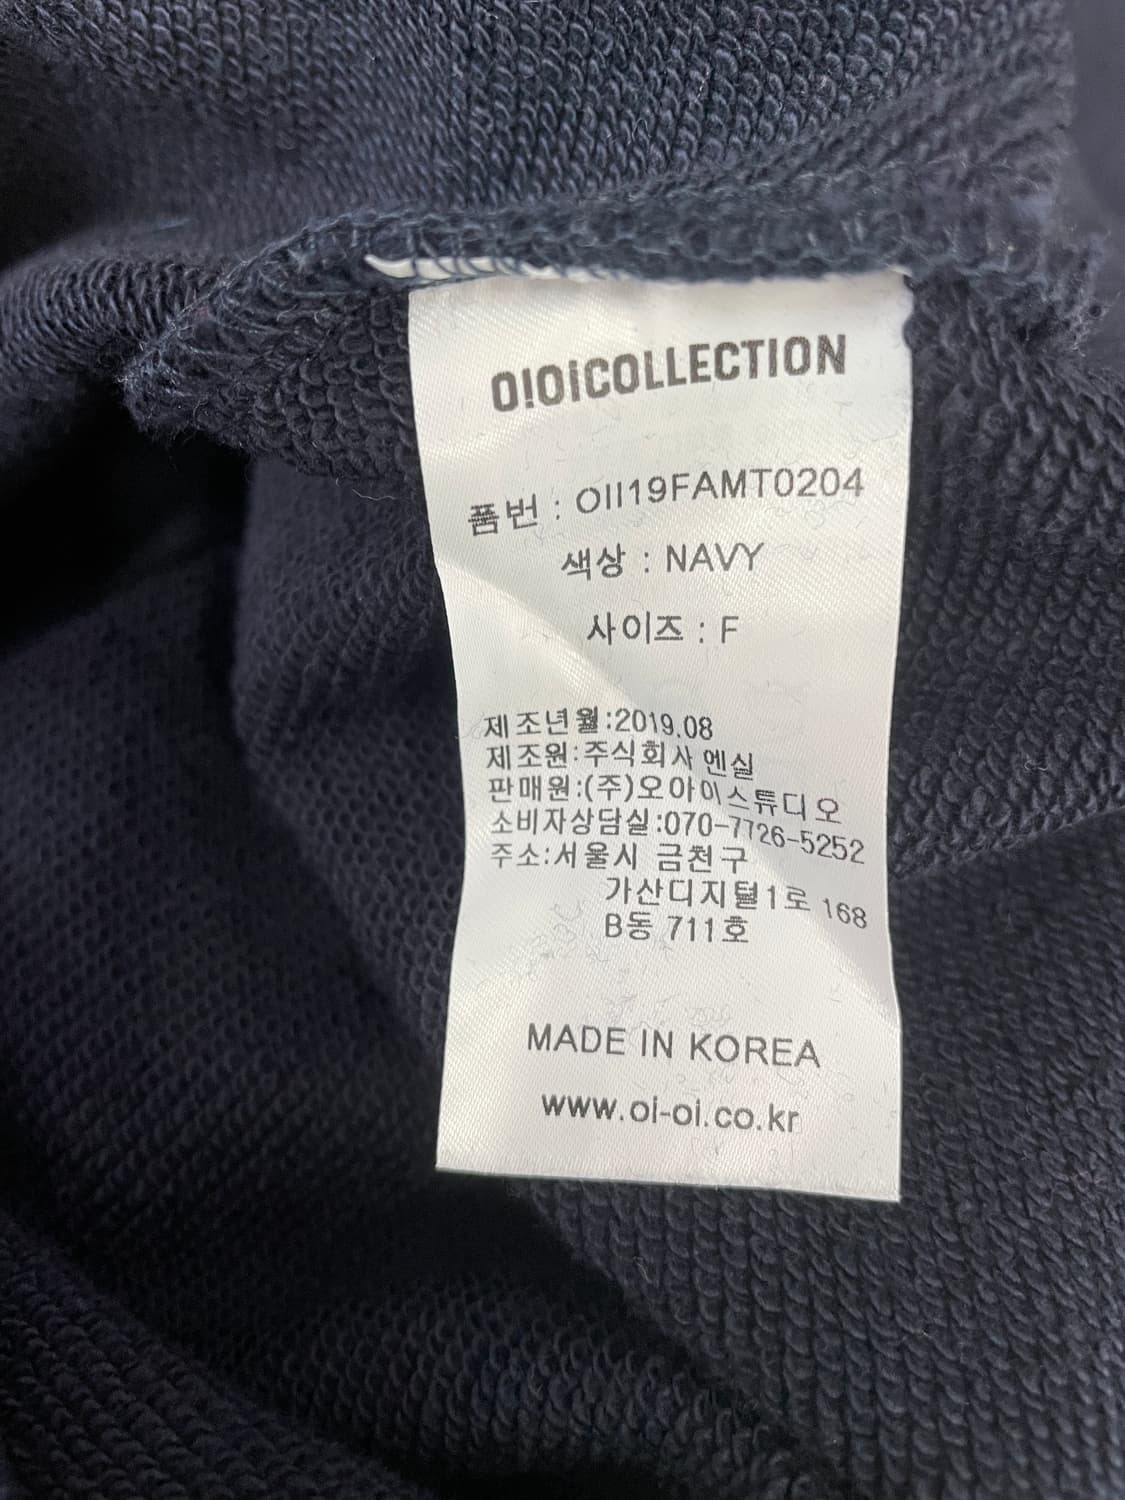 O!OiCOLLECTION
품번 : OII19FAMT0204
색상 : NAVY
사이즈 : F
제조년월:2019.08
제조원:주식회사 엔실
판매원:(주)오아이스튜디오
소비자상담실:070-7726-5252
주소:서울시 금천구
가산디지털1로 168
B동 711호
MADE IN KOREA
www.oi-oi.co.kr